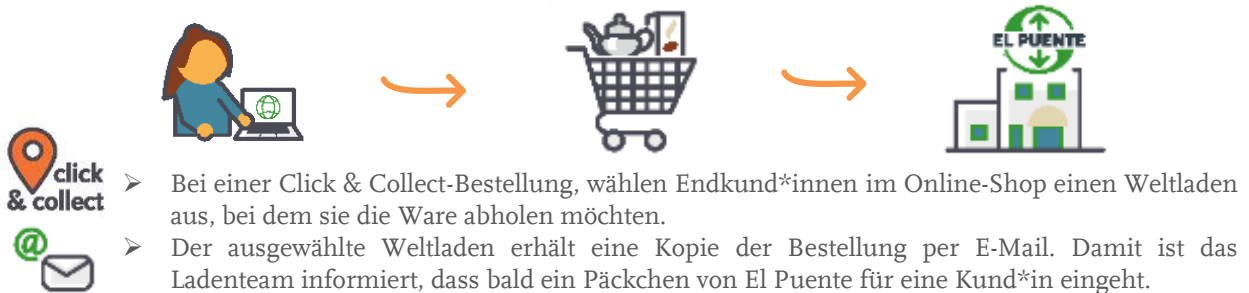 EL PUENTE
click
& collect
➢ Bei einer Click & Collect-Bestellung, wählen Endkund*innen im Online-Shop einen Weltladen
aus, bei dem sie die Ware abholen möchten.
@
➢ Der ausgewählte Weltladen erhält eine Kopie der Bestellung per E-Mail. Damit ist das
Ladenteam informiert, dass bald ein Päckchen von El Puente für eine Kund*in eingeht.